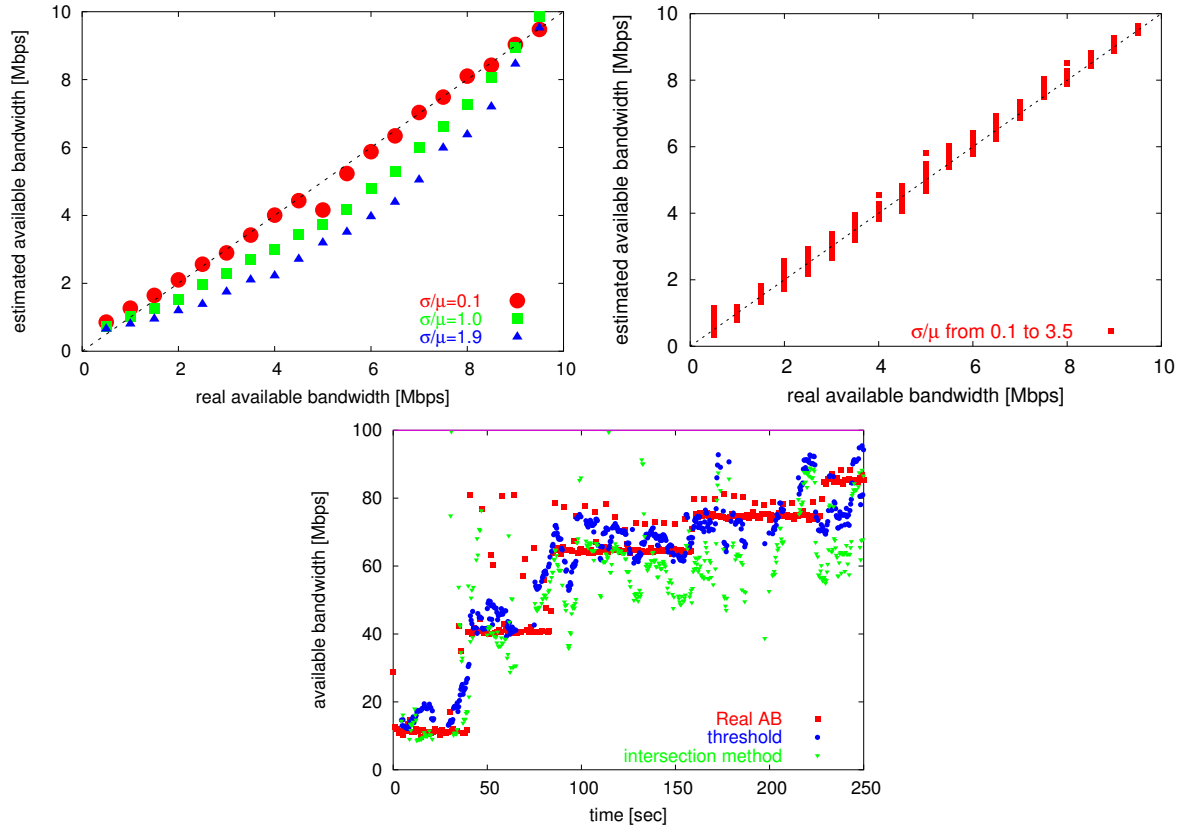 estimated available bandwidth [Mbps]
10
8
6
4
2
0
σ/μ=0.1
σ/μ=1.0
σ/μ=1.9
0 2 4 6 8 10
real available bandwidth [Mbps]
estimated available bandwidth [Mbps]
10
8
6
4
2
0
σ/μ from 0.1 to 3.5
0 2 4 6 8 10
real available bandwidth [Mbps]
available bandwidth [Mbps]
100
80
60
40
20
0
Real AB
threshold
intersection method
0 50 100 150 200 250
time [sec]